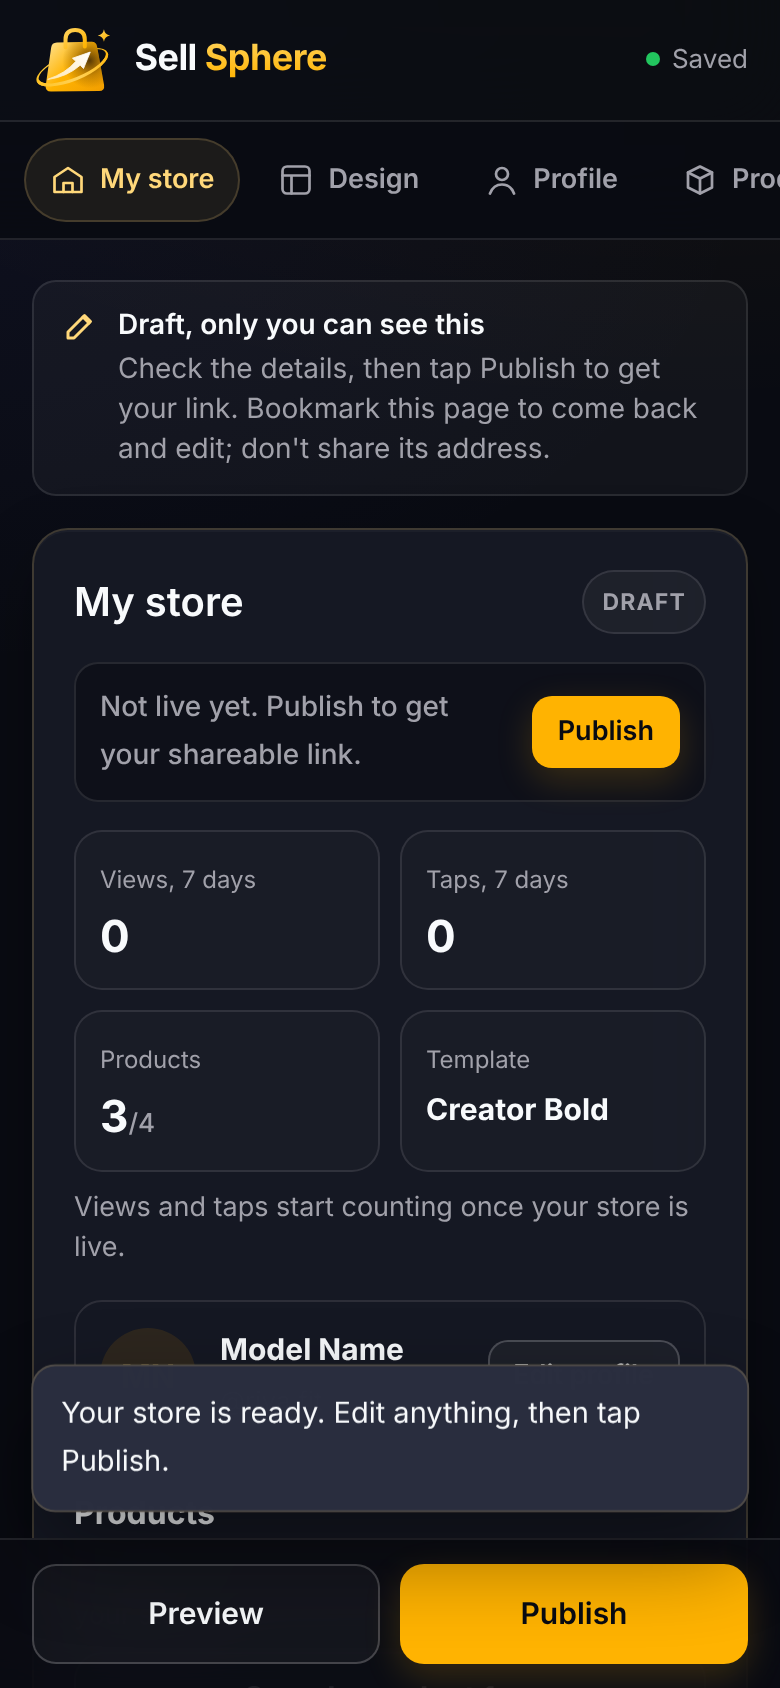 Sell Sphere
Saved
My store
Design
Profile
Draft, only you can see this
Check the details, then tap Publish to get
your link. Bookmark this page to come back
and edit; don't share its address.
My store
DRAFT
Not live yet. Publish to get
your shareable link.
Publish
Views, 7 days
0
Taps, 7 days
0
Products
3/4
Template
Creator Bold
Views and taps start counting once your store is
live.
Model Name
Your store is ready. Edit anything, then tap
Publish.
Products
Preview
Publish